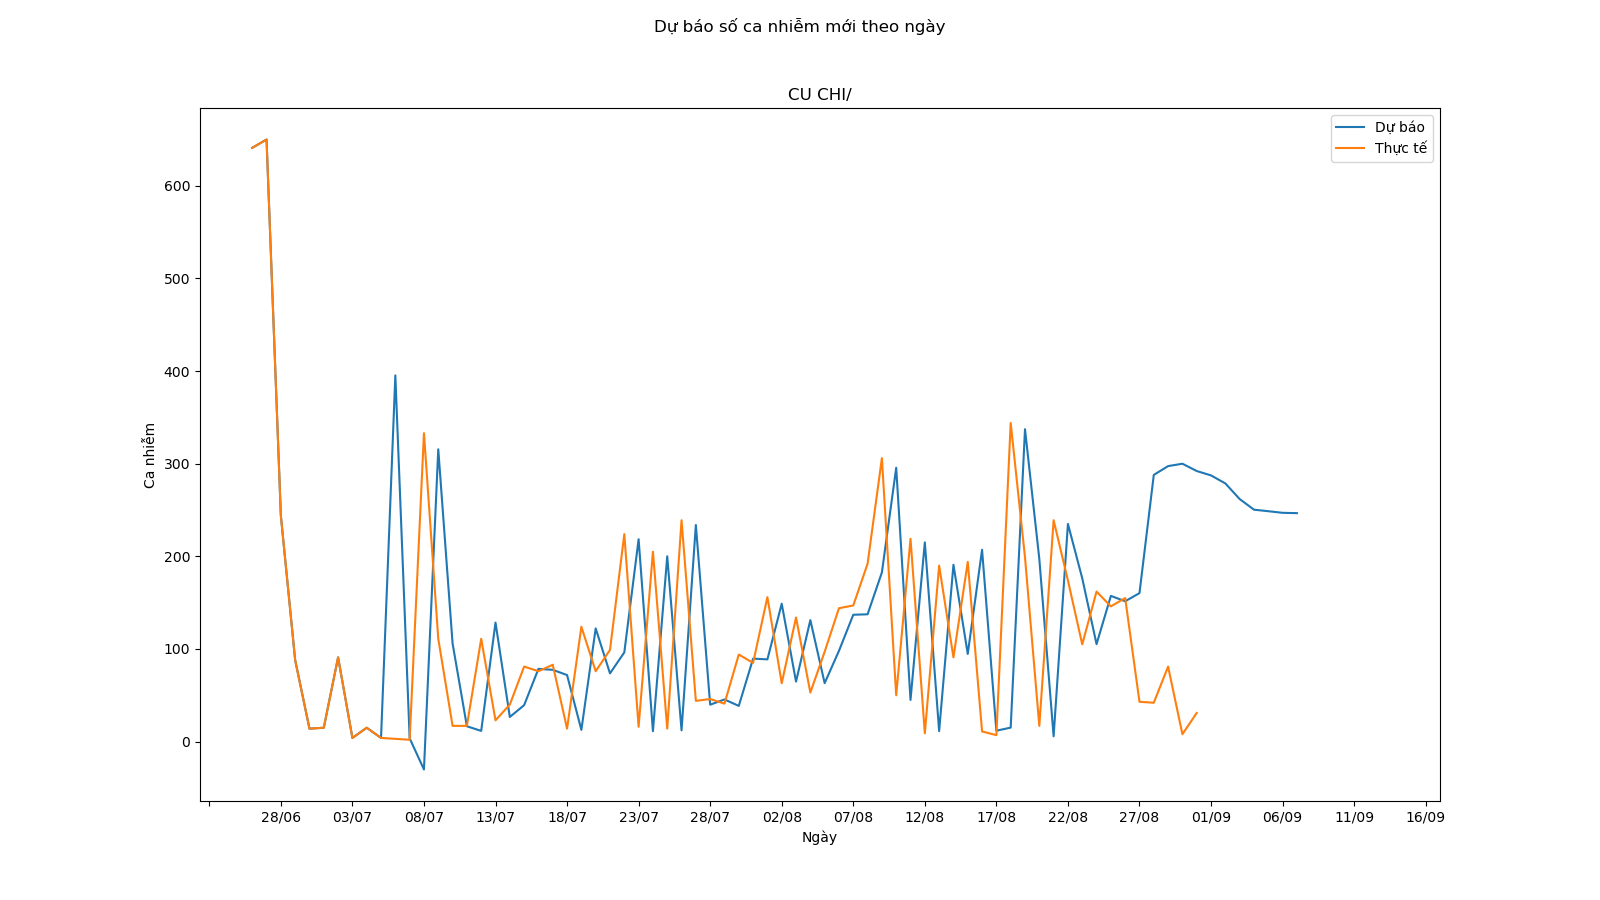 Dự báo số ca nhiễm mới theo ngày
CU CHI/
Dự báo
Thực tế
600
500
400
300
200
100
0
Ca nhiễm
28/06 03/07 08/07 13/07 18/07 23/07 28/07 02/08 07/08 12/08 17/08 22/08 27/08 01/09 06/09 11/09 16/09
Ngày